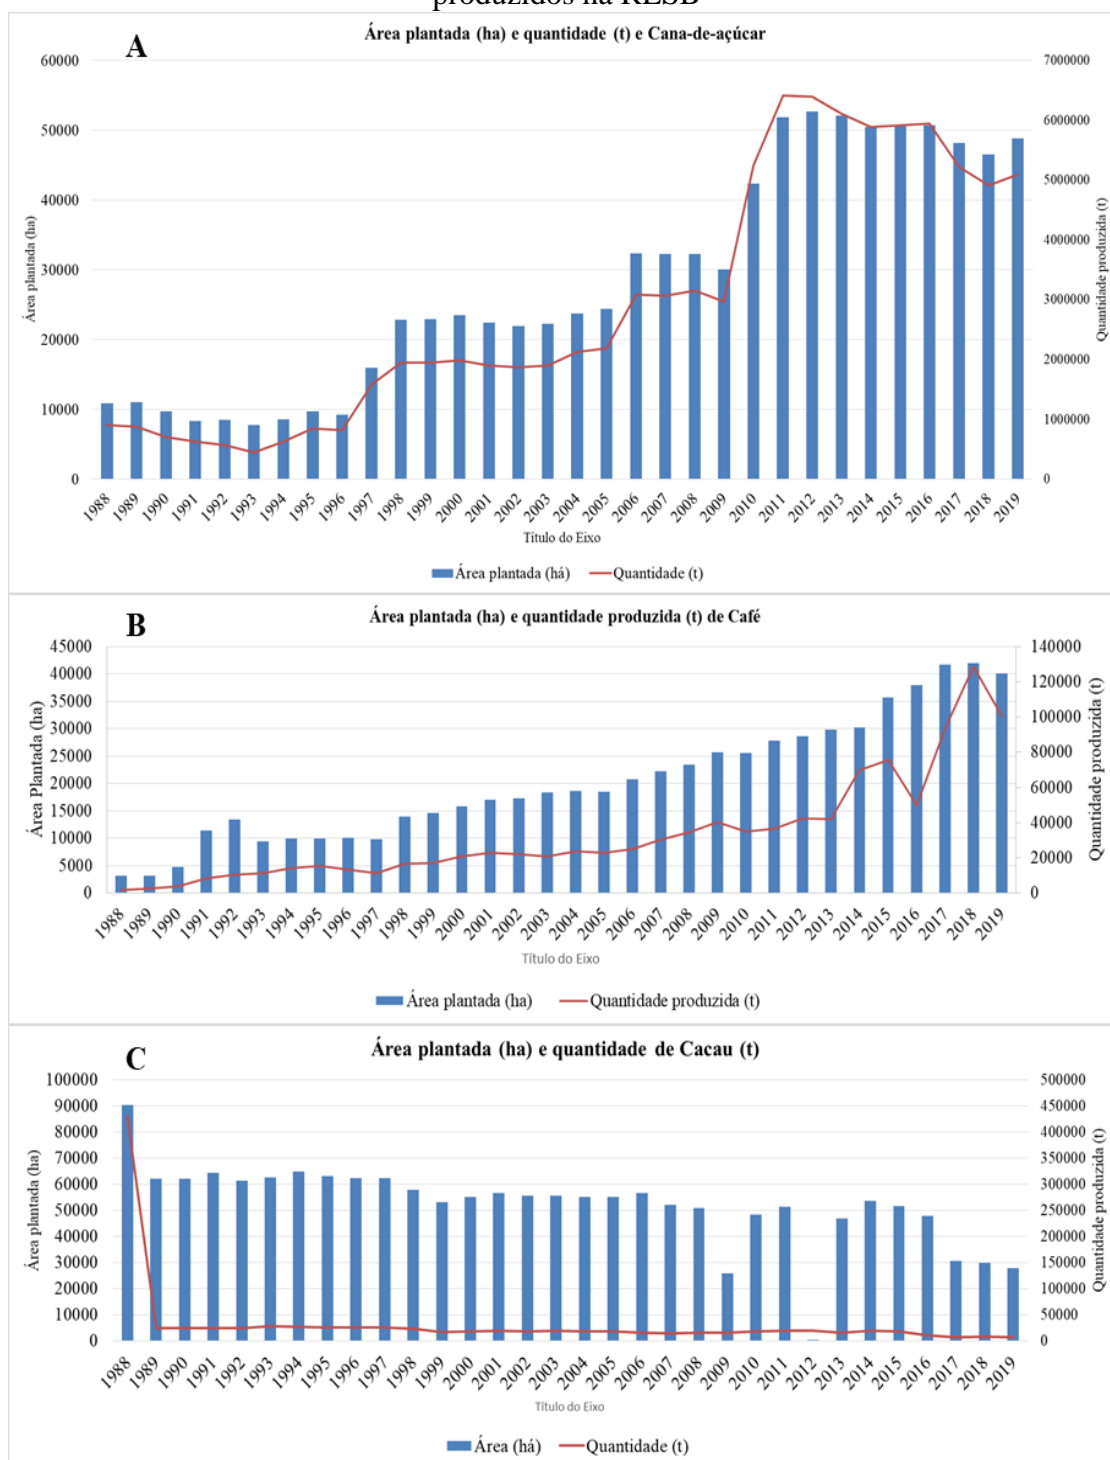 produzidos na RESB
A
Área plantada (ha) e quantidade (t) e Cana-de-açúcar
60000
50000
40000
30000
20000
10000
0
Área plantada (ha)
7000000
6000000
5000000
4000000
3000000
2000000
1000000
0
Quantidade produzida (t)
1988 1989 1990 1991 1992 1993 1994 1995 1996 1997 1998 1999 2000 2001 2002 2003 2004 2005 2006 2007 2008 2009 2010 2011 2012 2013 2014 2015 2016 2017 2018 2019
Título do Eixo
Área plantada (há) Quantidade (t)
B
Área plantada (ha) e quantidade produzida (t) de Café
45000
40000
35000
30000
25000
20000
15000
10000
5000
0
Área Plantada (ha)
140000
120000
100000
80000
60000
40000
20000
0
Quantidade produzida (t)
1988 1989 1990 1991 1992 1993 1994 1995 1996 1997 1998 1999 2000 2001 2002 2003 2004 2005 2006 2007 2008 2009 2010 2011 2012 2013 2014 2015 2016 2017 2018 2019
Título do Eixo
Área plantada (ha) Quantidade produzida (t)
C
Área plantada (ha) e quantidade de Cacau (t)
100000
90000
80000
70000
60000
50000
40000
30000
20000
10000
0
Área plantada (ha)
500000
450000
400000
350000
300000
250000
200000
150000
100000
50000
0
Quantidade produzida (t)
1988 1989 1990 1991 1992 1993 1994 1995 1996 1997 1998 1999 2000 2001 2002 2003 2004 2005 2006 2007 2008 2009 2010 2011 2012 2013 2014 2015 2016 2017 2018 2019
Título do Eixo
Área (há) Quantidade (t)